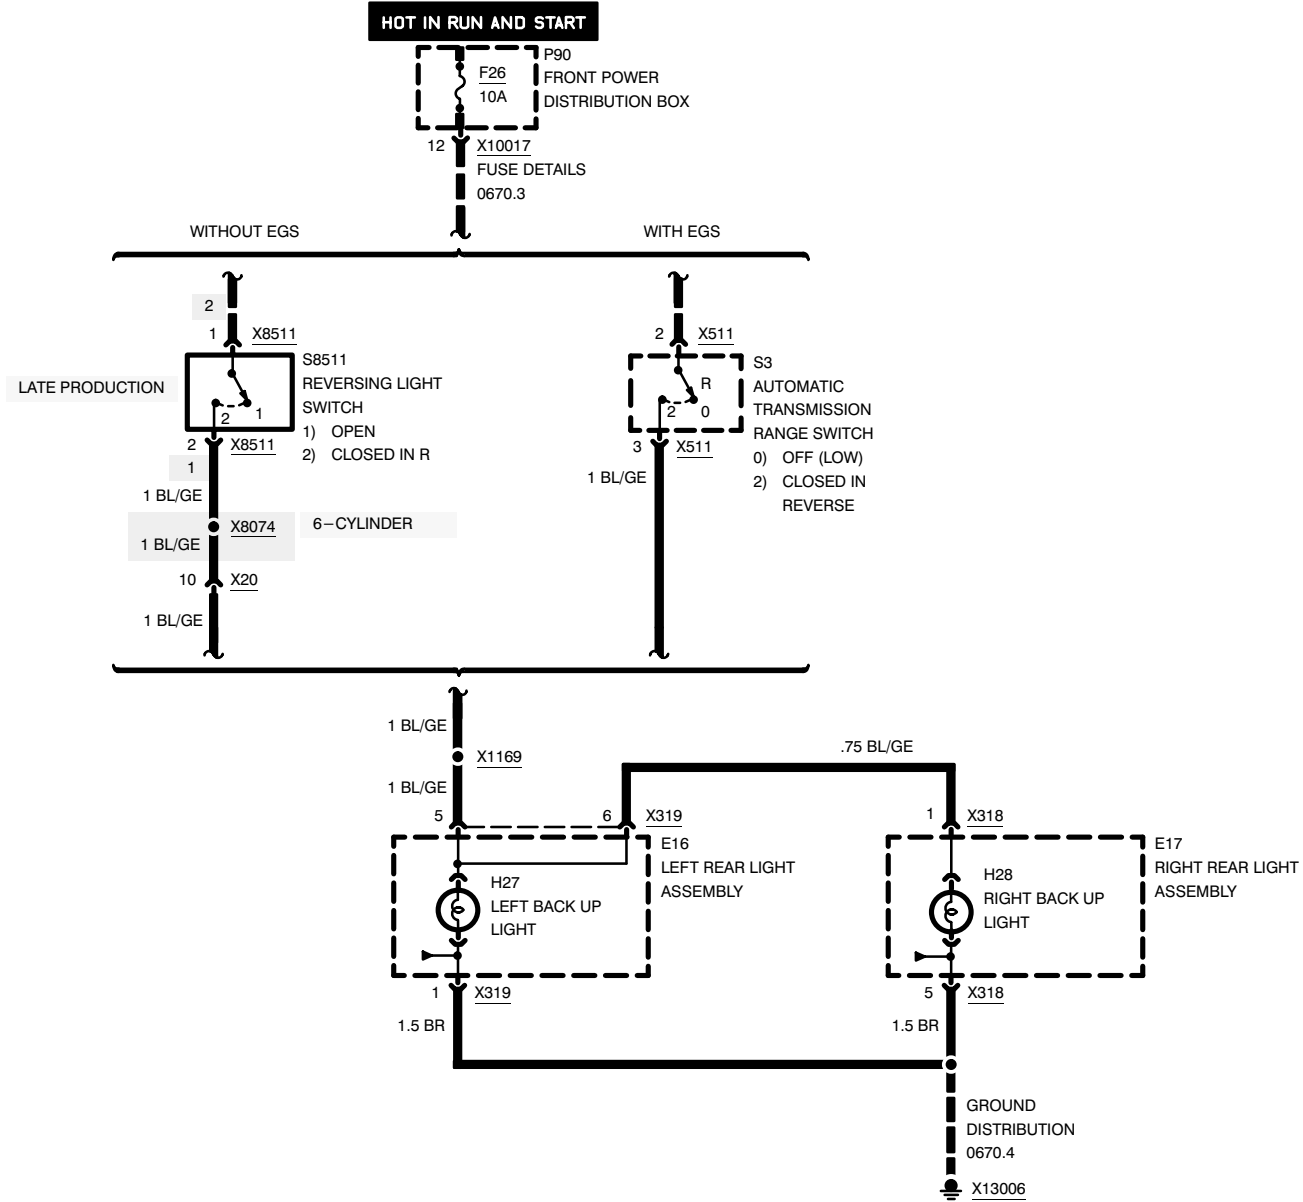 HOT IN RUN AND START
P90
FRONT POWER
DISTRIBUTION BOX
F26
10A
12 X10017
FUSE DETAILS
0670.3
WITHOUT EGS
WITH EGS
2
1 X8511
S8511
REVERSING LIGHT
SWITCH
1) OPEN
2) CLOSED IN R
LATE PRODUCTION
2 1
2 X8511
1
1 BL/GE
X8074
6-CYLINDER
1 BL/GE
10 X20
1 BL/GE
2 X511
S3
AUTOMATIC
TRANSMISSION
RANGE SWITCH
0) OFF (LOW)
2) CLOSED IN
REVERSE
R
2 0
3 X511
1 BL/GE
1 BL/GE
X1169
1 BL/GE
.75 BL/GE
5 6 X319
1 X318
E16
LEFT REAR LIGHT
ASSEMBLY
H27
LEFT BACK UP
LIGHT
E17
RIGHT REAR LIGHT
ASSEMBLY
H28
RIGHT BACK UP
LIGHT
1 X319
5 X318
1.5 BR
1.5 BR
GROUND
DISTRIBUTION
0670.4
X13006